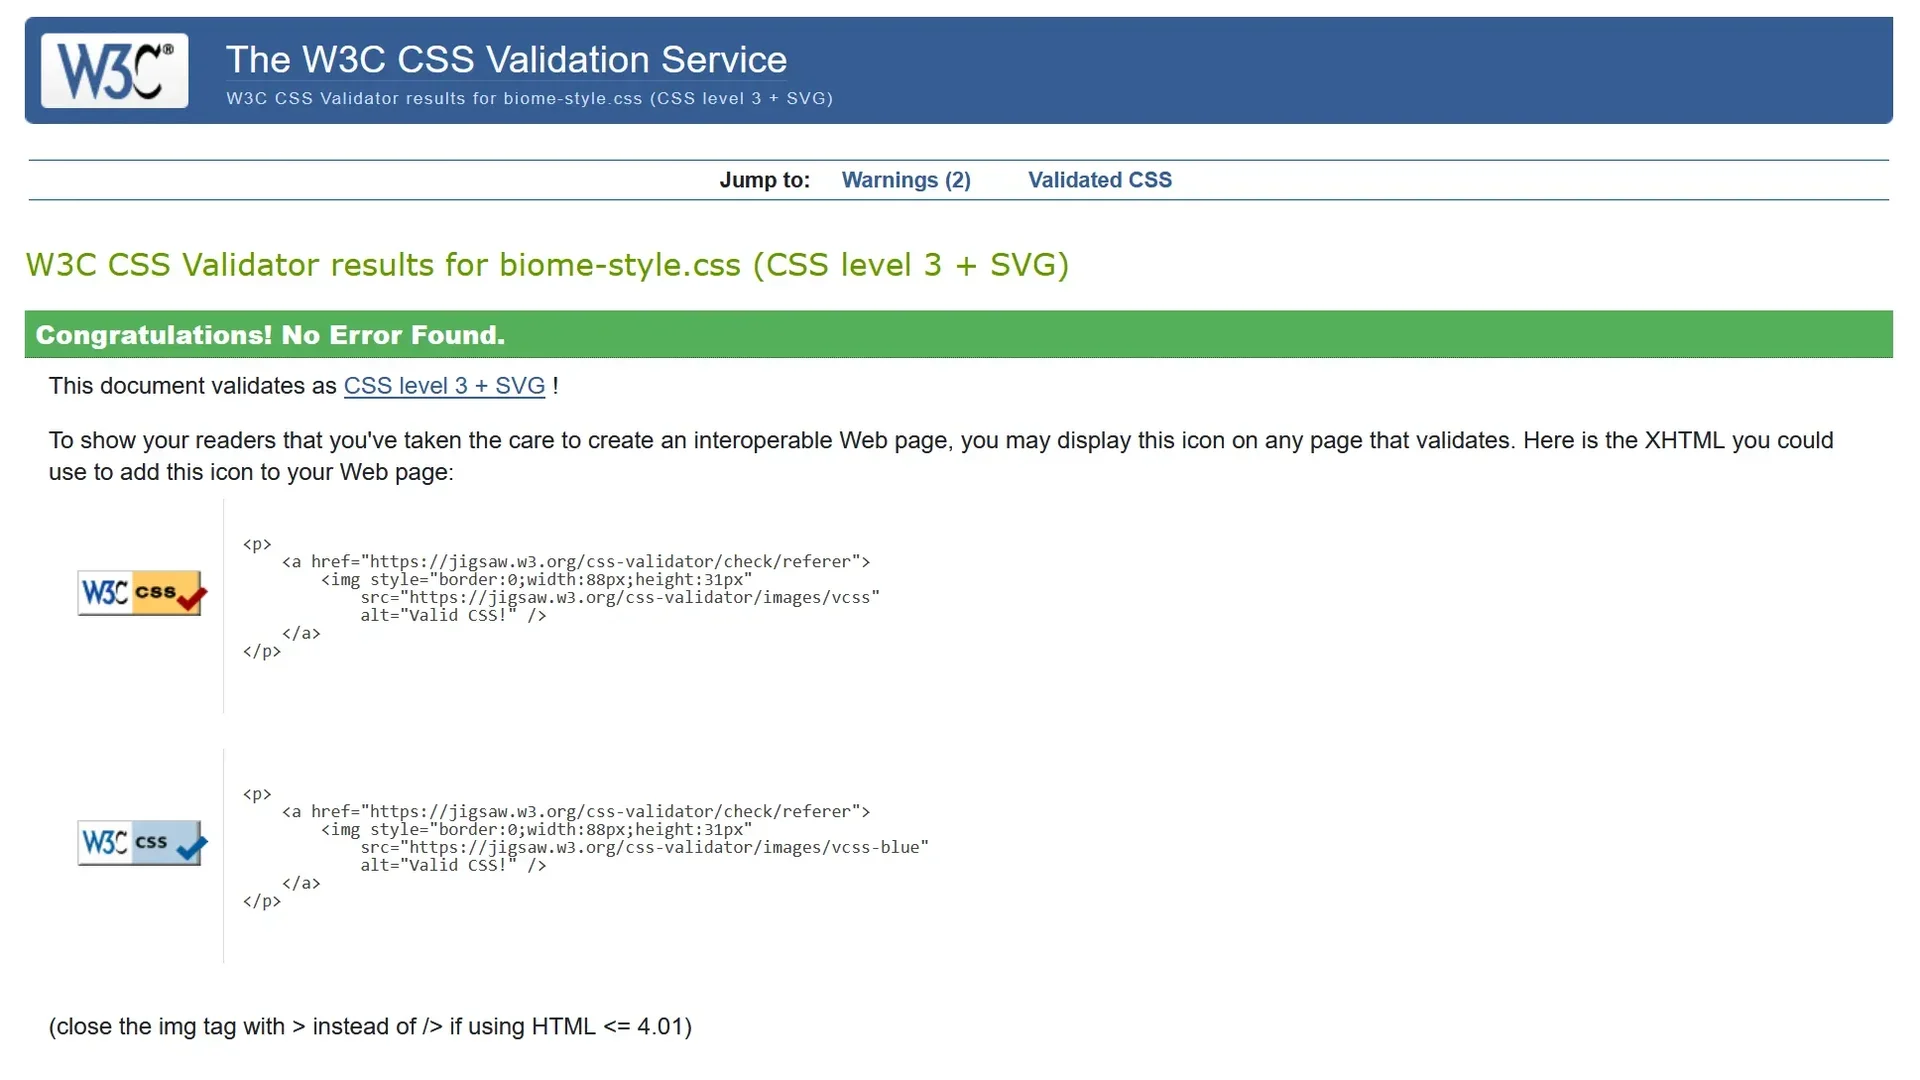 W3C®
The W3C CSS Validation Service
W3C CSS Validator results for biome-style.css (CSS level 3 + SVG)
Jump to: Warnings (2) Validated CSS
W3C CSS Validator results for biome-style.css (CSS level 3 + SVG)
Congratulations! No Error Found.
This document validates as CSS level 3 + SVG !
To show your readers that you've taken the care to create an interoperable Web page, you may display this icon on any page that validates. Here is the XHTML you could
use to add this icon to your Web page:
W3C css
<p>
<a href="https://jigsaw.w3.org/css-validator/check/referer">
<img style="border:0;width:88px;height:31px"
src="https://jigsaw.w3.org/css-validator/images/vcss"
alt="Valid CSS!" />
</a>
</p>
W3C css
<p>
<a href="https://jigsaw.w3.org/css-validator/check/referer">
<img style="border:0;width:88px;height:31px"
src="https://jigsaw.w3.org/css-validator/images/vcss-blue"
alt="Valid CSS!" />
</a>
</p>
(close the img tag with > instead of /> if using HTML <= 4.01)